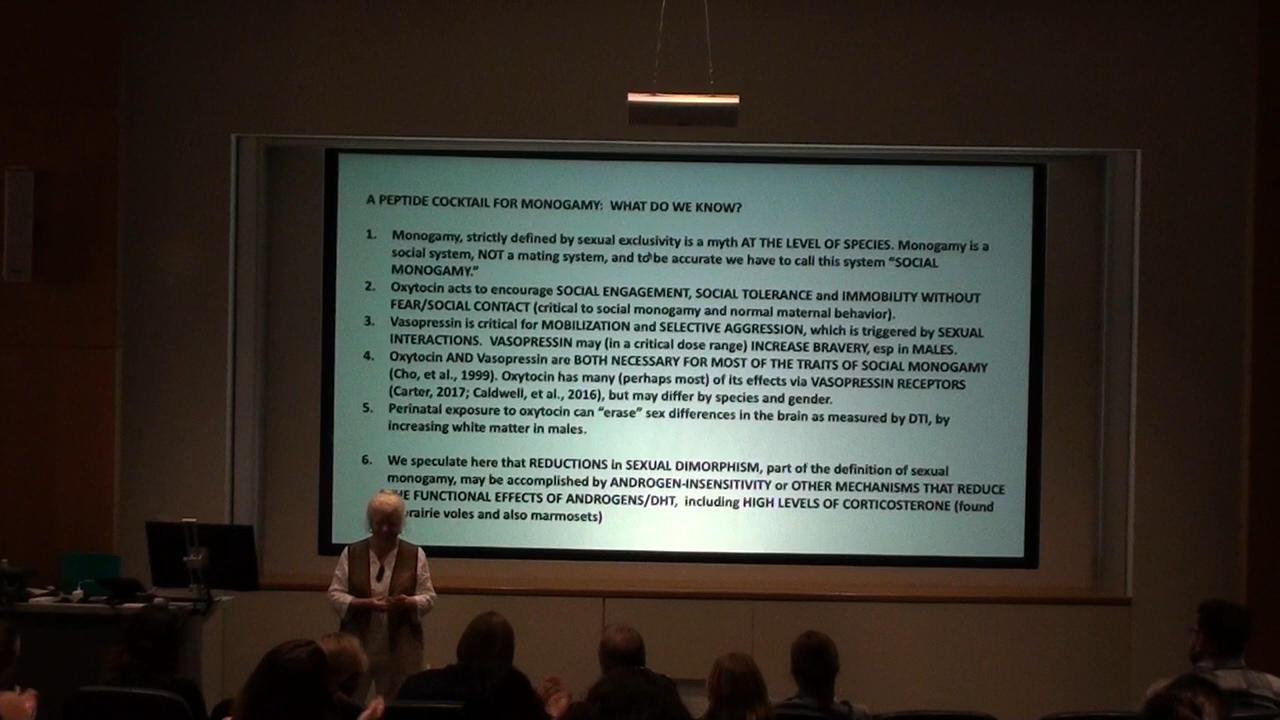 A PEPTIDE COCKTAIL FOR MONOGAMY: WHAT DO WE KNOW?
1. Monogamy, strictly defined by sexual exclusivity is a myth AT THE LEVEL OF SPECIES. Monogamy is a
social system, NOT a mating system, and to be accurate we have to call this system "SOCIAL
MONOGAMY."
2. Oxytocin acts to encourage SOCIAL ENGAGEMENT, SOCIAL TOLERANCE and IMMOBILITY WITHOUT
FEAR/SOCIAL CONTACT (critical to social monogamy and normal maternal behavior).
3. Vasopressin is critical for MOBILIZATION and SELECTIVE AGGRESSION, which is triggered by SEXUAL
INTERACTIONS. VASOPRESSIN may (in a critical dose range) INCREASE BRAVERY, esp in MALES.
4. Oxytocin AND Vasopressin are BOTH NECESSARY FOR MOST OF THE TRAITS OF SOCIAL MONOGAMY
(Cho, et al., 1999). Oxytocin has many (perhaps most) of its effects via VASOPRESSIN RECEPTORS
(Carter, 2017; Caldwell, et al., 2016), but may differ by species and gender.
5. Perinatal exposure to oxytocin can "erase" sex differences in the brain as measured by DTI, by
increasing white matter in males.
6. We speculate here that REDUCTIONS in SEXUAL DIMORPHISM, part of the definition of sexual
monogamy, may be accomplished by ANDROGEN-INSENSITIVITY or OTHER MECHANISMS THAT REDUCE
FUNCTIONAL EFFECTS OF ANDROGENS/DHT, including HIGH LEVELS OF CORTICOSTERONE (found
voles and also marmosets)